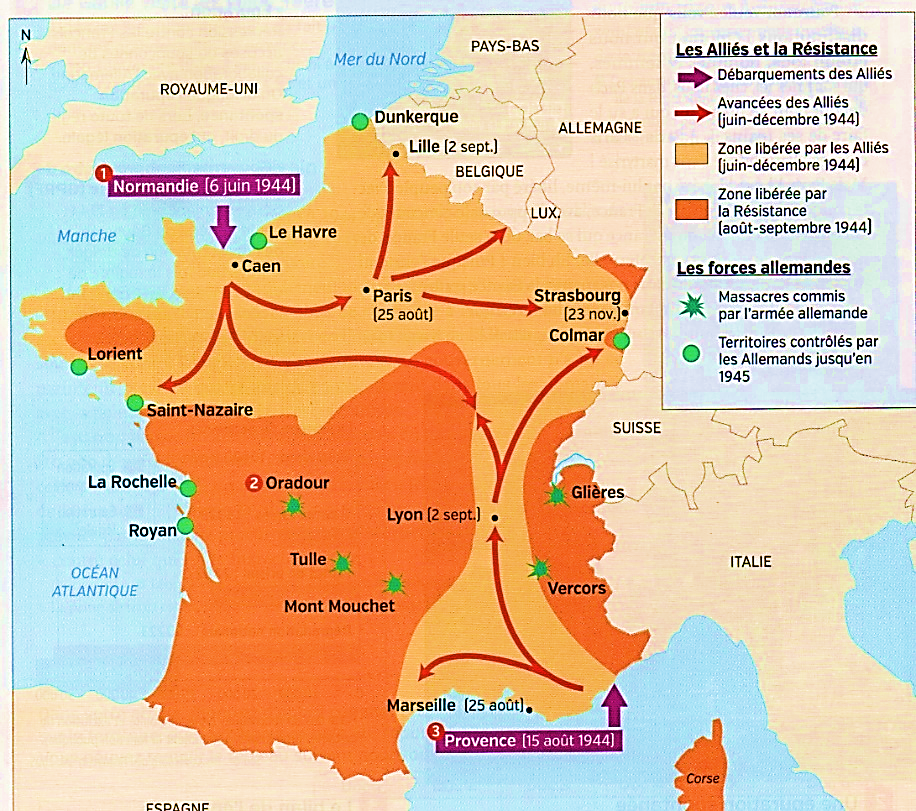 N
Mer du Nord
PAYS-BAS
ROYAUME-UNI
Dunkerque
ALLEMAGNE
Lille (2 sept.)
BELGIQUE
1
Normandie (6 juin 1944)
LUX.
Manche
Le Havre
Caen
Paris
(25 août)
Strasbourg
(23 nov.)
Colmar
Lorient
Saint-Nazaire
SUISSE
La Rochelle
2 Oradour
Glières
Lyon (2 sept.)
Royan
Tulle
ITALIE
OCÉAN
ATLANTIQUE
Vercors
Mont Mouchet
Marseille (25 août)
3
Provence (15 août 1944)
Corse
ESPAGNE
Les Alliés et la Résistance
Débarquements des Alliés
Avancées des Alliés
(juin-décembre 1944)
Zone libérée par les Alliés
(juin-décembre 1944)
Zone libérée par
la Résistance
(août-septembre 1944)
Les forces allemandes
Massacres commis
par l'armée allemande
Territoires contrôlés par
les Allemands jusqu'en
1945